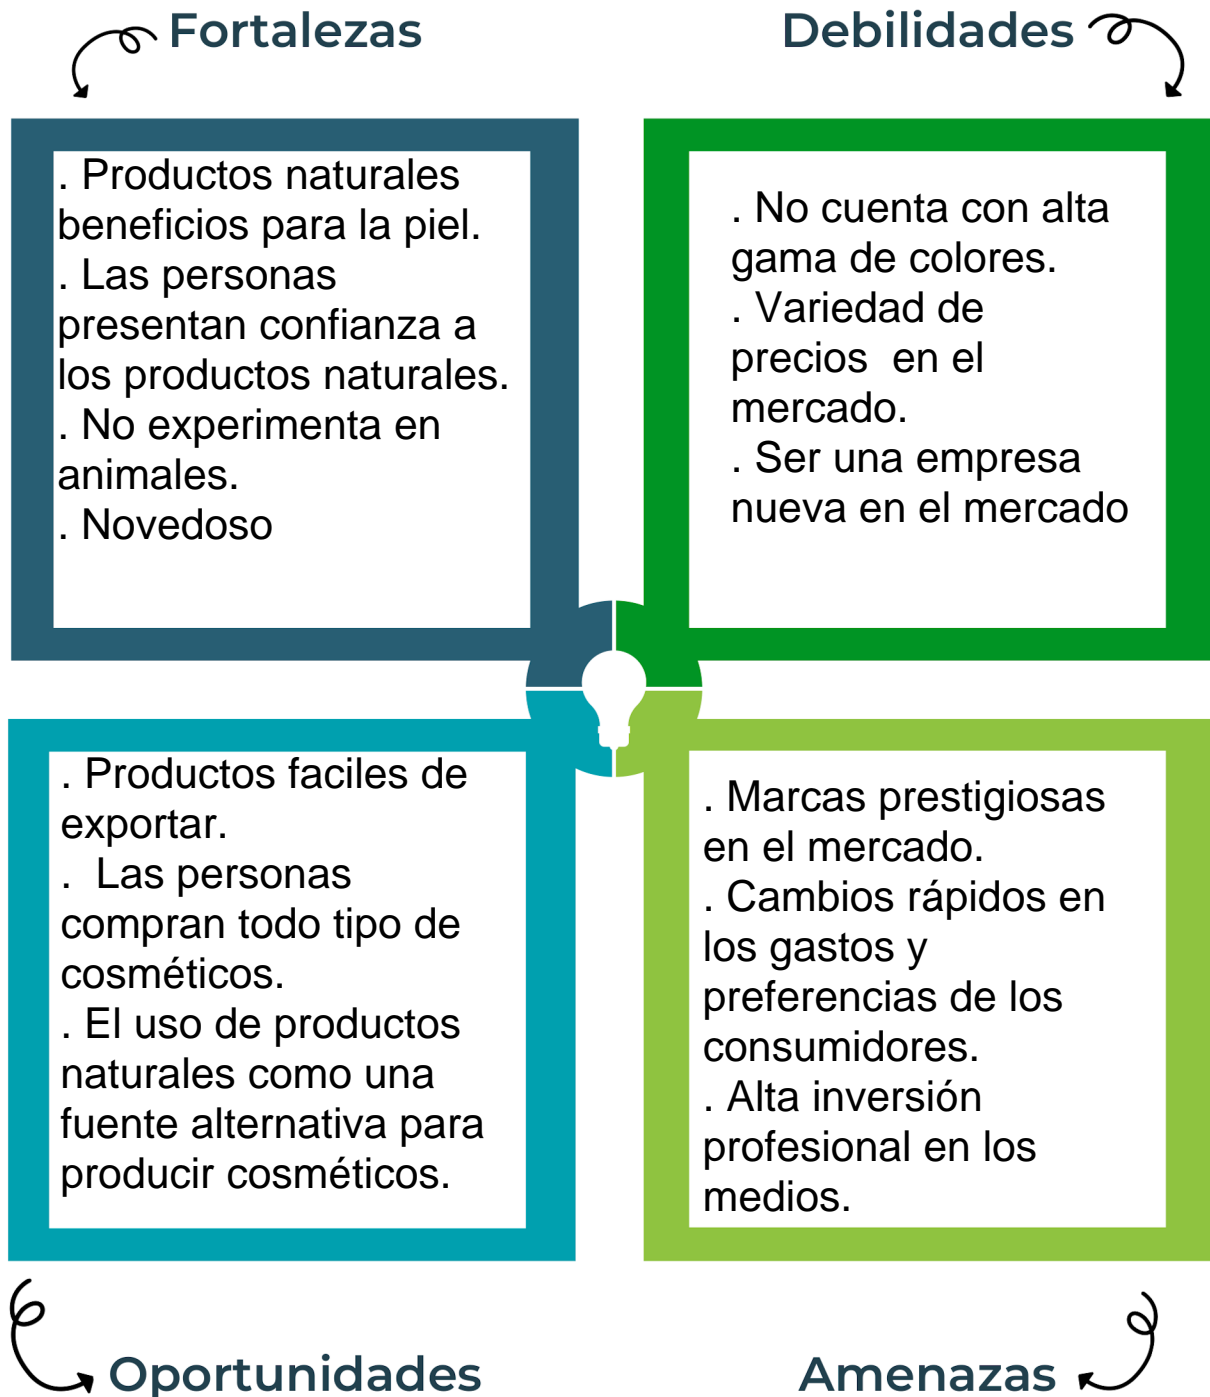 Fortalezas
. Productos naturales
beneficios para la piel.
. Las personas
presentan confianza a
los productos naturales.
. No experimenta en
animales.
. Novedoso
Debilidades
. No cuenta con alta
gama de colores.
. Variedad de
precios  en el
mercado.
. Ser una empresa
nueva en el mercado
. Productos faciles de
exportar.
.  Las personas
compran todo tipo de
cosméticos.
. El uso de productos
naturales como una
fuente alternativa para
producir cosméticos.
Oportunidades
. Marcas prestigiosas
en el mercado.
. Cambios rápidos en
los gastos y
preferencias de los
consumidores.
. Alta inversión
profesional en los
medios.
Amenazas